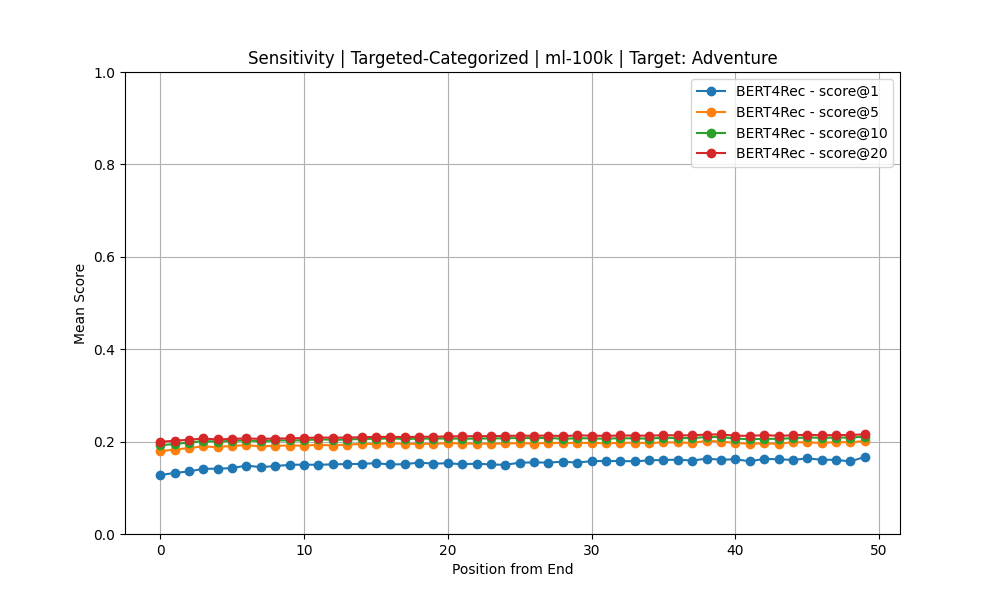 Sensitivity | Targeted-Categorized | ml-100k | Target: Adventure
BERT4Rec - score@1
BERT4Rec - score@5
BERT4Rec - score@10
BERT4Rec - score@20
Mean Score
1.0
0.8
0.6
0.4
0.2
0.0
0 10 20 30 40 50
Position from End